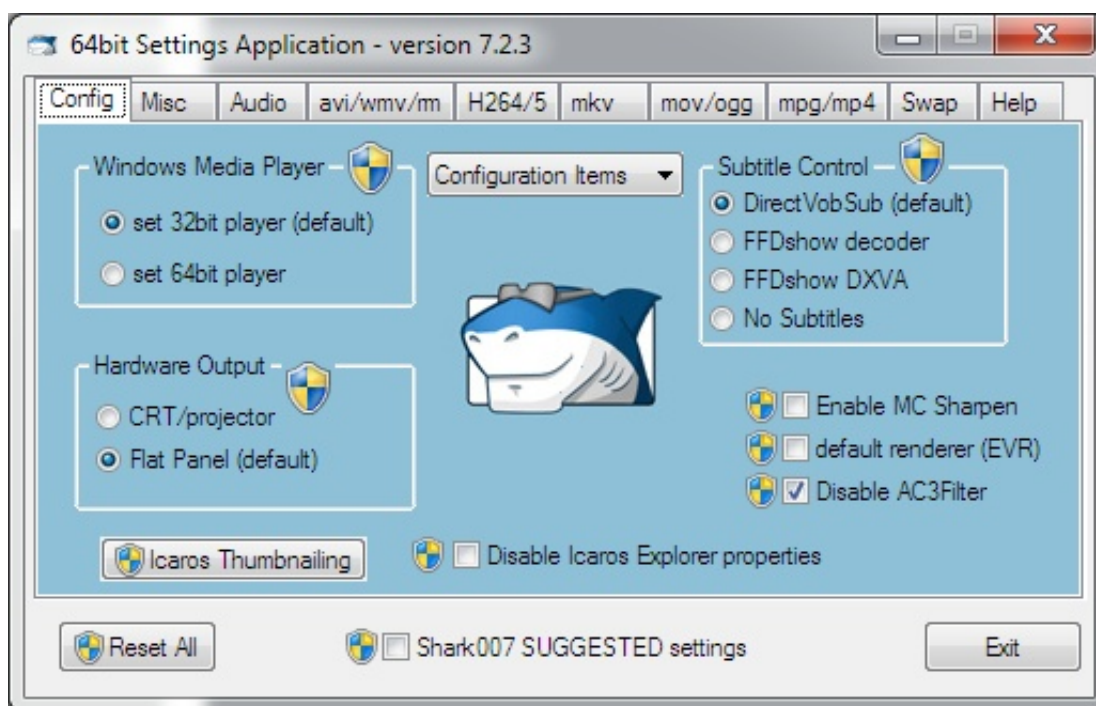 64bit Settings Application - version 7.2.3
Config Misc Audio avi/wmv/rm H264/5 mkv mov/ogg mpg/mp4 Swap Help
Windows Media Player
set 32bit player (default)
set 64bit player
Configuration Items
Subtitle Control
DirectVobSub (default)
FFDshow decoder
FFDshow DXVA
No Subtitles
Hardware Output
CRT/projector
Flat Panel (default)
Enable MC Sharpen
default renderer (EVR)
Disable AC3Filter
Icaros Thumbnailing
Disable Icaros Explorer properties
Reset All
Shark007 SUGGESTED settings
Exit